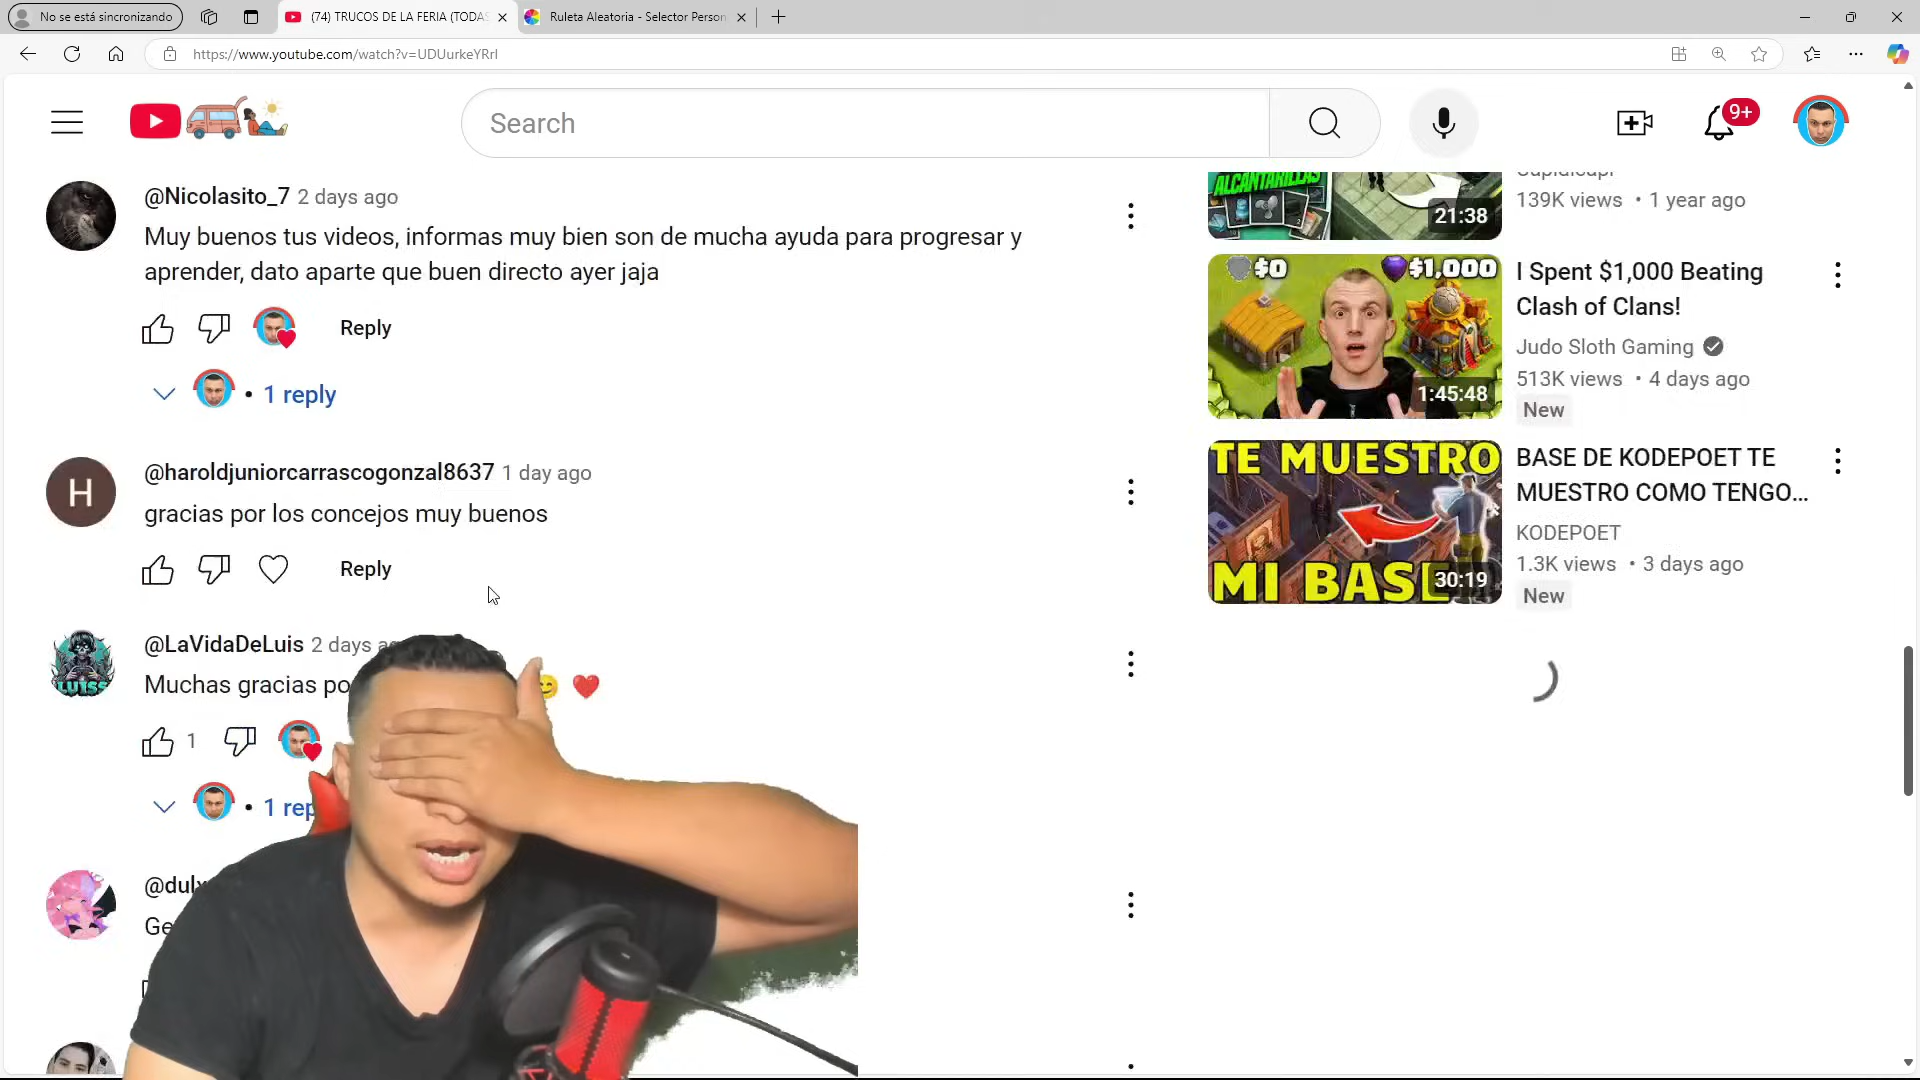 No se está sincronizando
(74) TRUCOS DE LA FERIA (TODAS
Ruleta Aleatoria - Selector Person
https://www.youtube.com/watch?v=UDUurkeYRrI
Search
9+
@Nicolasito_7 2 days ago
Muy buenos tus videos, informas muy bien son de mucha ayuda para progresar y
aprender, dato aparte que buen directo ayer jaja
Reply
• 1 reply
@haroldjuniorcarrascogonzal8637 1 day ago
H
gracias por los concejos muy buenos
Reply
@LaVidaDeLuis 2 days
LUISS
Muchas gracias po
1
• 1 rep
@dulx
Ge
ALCANTARILLAS
21:38
139K views • 1 year ago
$0
$1,000
1:45:48
I Spent $1,000 Beating
Clash of Clans!
Judo Sloth Gaming
513K views • 4 days ago
New
TE MUESTRO
MI BASE
30:19
BASE DE KODEPOET TE
MUESTRO COMO TENGO...
KODEPOET
1.3K views • 3 days ago
New